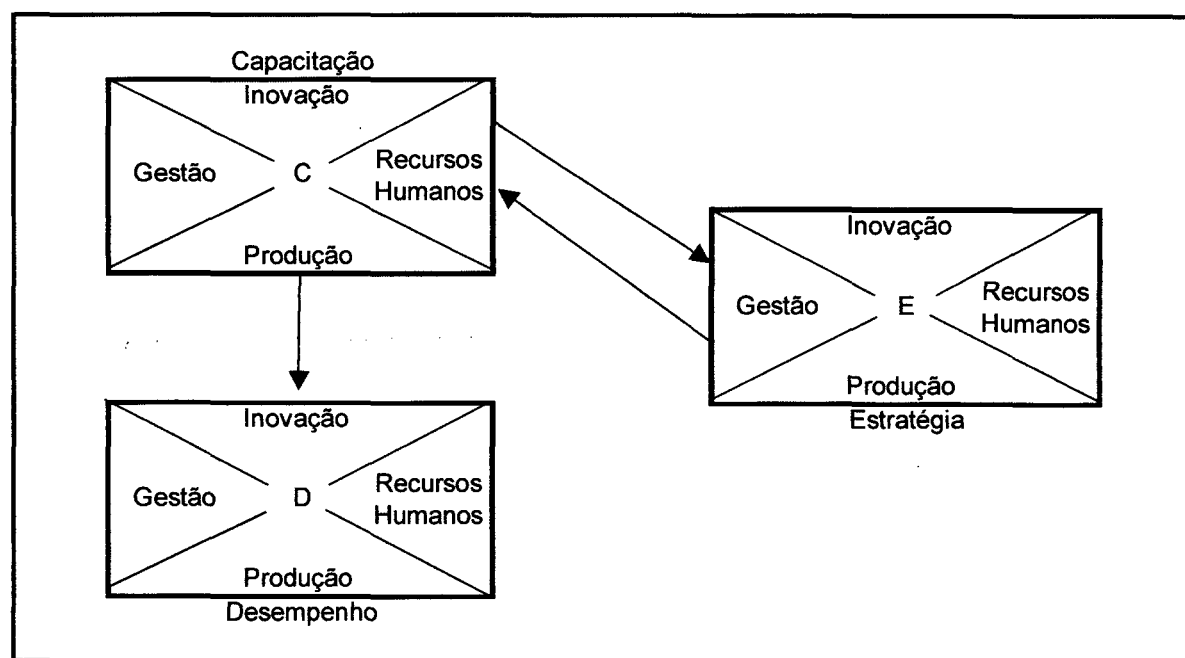 Capacitação
Inovação
Gestão
C
Recursos
Humanos
Produção
Inovação
Gestão
E
Recursos
Humanos
Produção
Estratégia
Inovação
Gestão
D
Recursos
Humanos
Produção
Desempenho